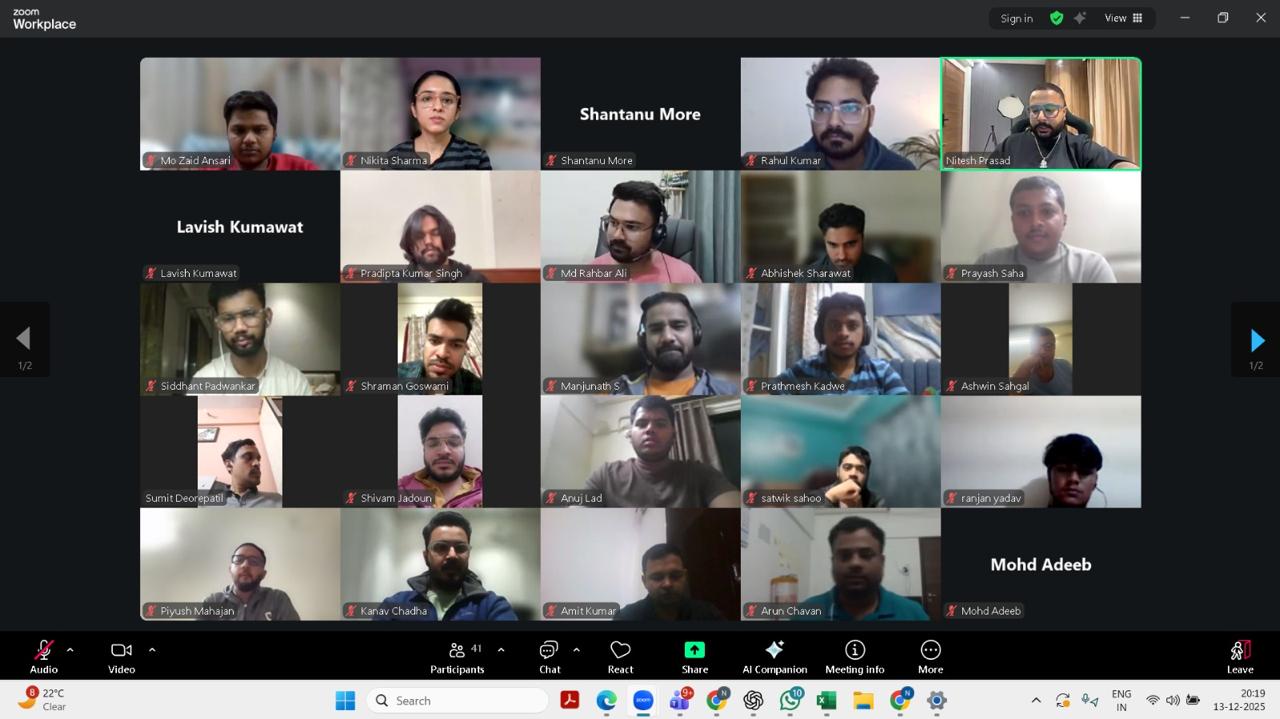 zoom
Workplace
Sign in
View
Mo Zaid Ansari
Nikita Sharma
Shantanu More
Shantanu More
Rahul Kumar
Nitesh Prasad
Lavish Kumawat
Lavish Kumawat
Pradipta Kumar Singh
Md Rahbar Ali
Abhishek Sharawat
Prayash Saha
1/2
1/2
Siddhant Padwankar
Shraman Goswami
Manjunath S
Prathmesh Kadwe
Ashwin Sahgal
Sumit Deorepatil
Shivam Jadoun
Anuj Lad
satwik sahoo
ranjan yadav
Piyush Mahajan
Kanav Chadha
Amit Kumar
Arun Chavan
Mohd Adeeb
Mohd Adeeb
Audio
Video
Participants
41
Chat
React
Share
AI Companion
Meeting info
More
Leave
8
22°C
Clear
Search
zoom
9+
N
10
N
ENG
IN
20:19
13-12-2025